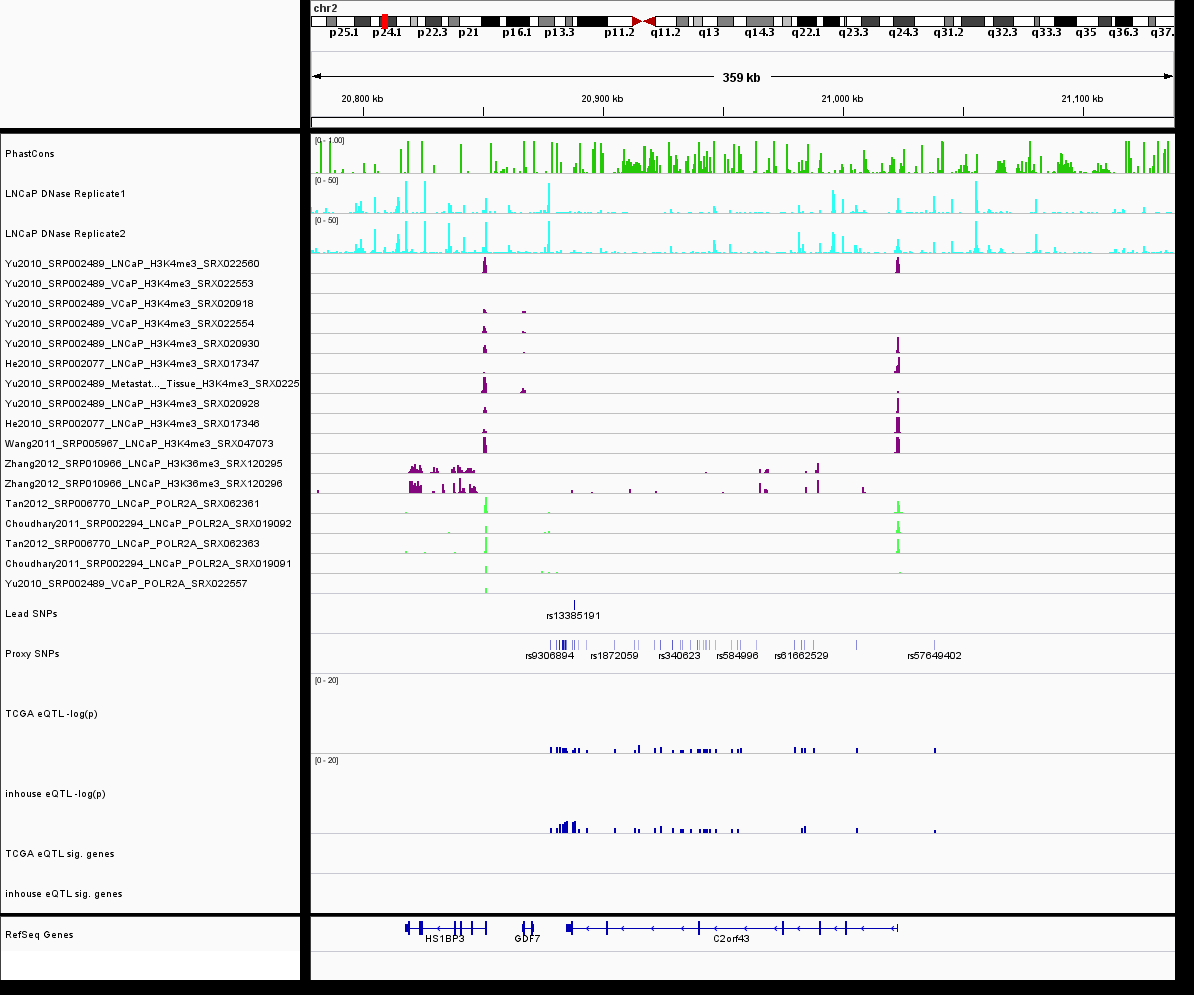 chr2
p25.1 p24.1 p22.3 p21 p16.1 p13.3 p11.2 q11.2 q13 q14.3 q22.1 q23.3 q24.3 q31.2 q32.3 q33.3 q35 q36.3 q37.
359 kb
20,800 kb 20,900 kb 21,000 kb 21,100 kb
PhastCons [0 - 1.00]
LNCaP DNase Replicate1 [0 - 50]
LNCaP DNase Replicate2 [0 - 50]
Yu2010_SRP002489_LNCaP_H3K4me3_SRX022560
Yu2010_SRP002489_VCaP_H3K4me3_SRX022553
Yu2010_SRP002489_VCaP_H3K4me3_SRX020918
Yu2010_SRP002489_VCaP_H3K4me3_SRX022554
Yu2010_SRP002489_LNCaP_H3K4me3_SRX020930
He2010_SRP002077_LNCaP_H3K4me3_SRX017347
Yu2010_SRP002489_Metastat..._Tissue_H3K4me3_SRX0225
Yu2010_SRP002489_LNCaP_H3K4me3_SRX020928
He2010_SRP002077_LNCaP_H3K4me3_SRX017346
Wang2011_SRP005967_LNCaP_H3K4me3_SRX047073
Zhang2012_SRP010966_LNCaP_H3K36me3_SRX120295
Zhang2012_SRP010966_LNCaP_H3K36me3_SRX120296
Tan2012_SRP006770_LNCaP_POLR2A_SRX062361
Choudhary2011_SRP002294_LNCaP_POLR2A_SRX019092
Tan2012_SRP006770_LNCaP_POLR2A_SRX062363
Choudhary2011_SRP002294_LNCaP_POLR2A_SRX019091
Yu2010_SRP002489_VCaP_POLR2A_SRX022557
Lead SNPs rs13385191
Proxy SNPs rs9306894 rs1872059 rs340623 rs584996 rs61662529 rs57649402
[0 - 20]
TCGA eQTL -log(p)
[0 - 20]
inhouse eQTL -log(p)
TCGA eQTL sig. genes
inhouse eQTL sig. genes
RefSeq Genes HS1BP3 GDF7 C2orf43